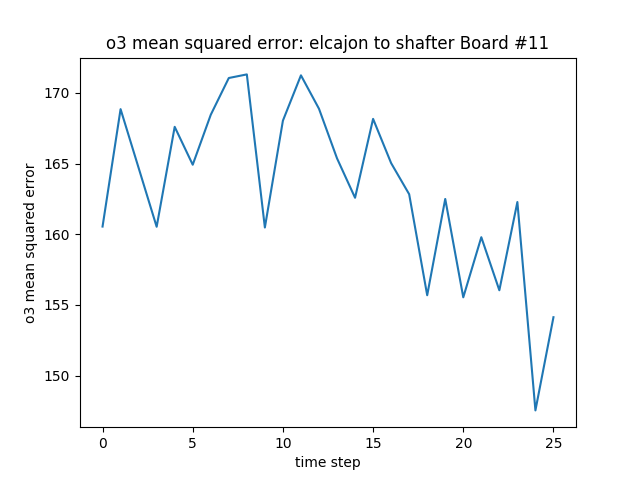 o3 mean squared error: elcajon to shafter Board #11
o3 mean squared error
170
165
160
155
150
0 5 10 15 20 25
time step